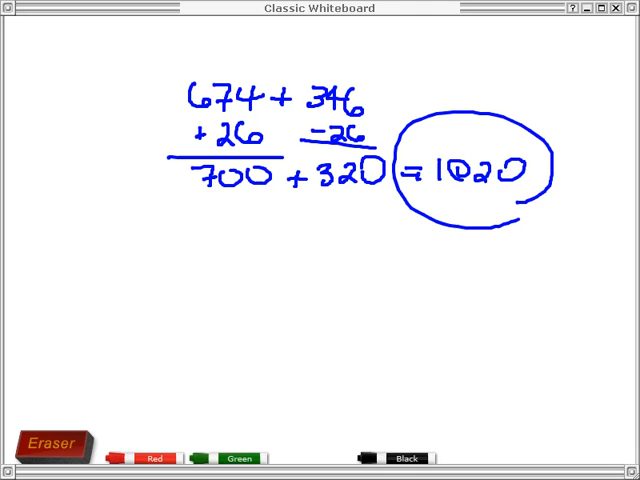 Classic Whiteboard
674 + 346
+ 26 - 26
700 + 320 = 1020
Eraser
Red Green Black